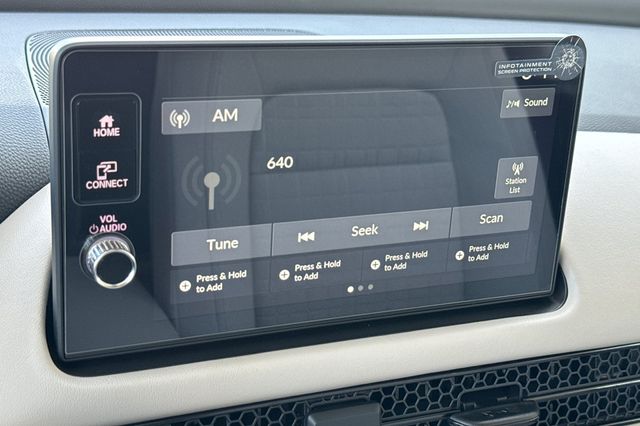 INFOTAINMENT
SCREEN PROTECTION
AM
Sound
HOME
640
CONNECT
Station
List
VOL
AUDIO
Tune
Seek
Scan
Press & Hold
to Add
Press & Hold
to Add
Press & Hold
to Add
Press & Hold
to Add